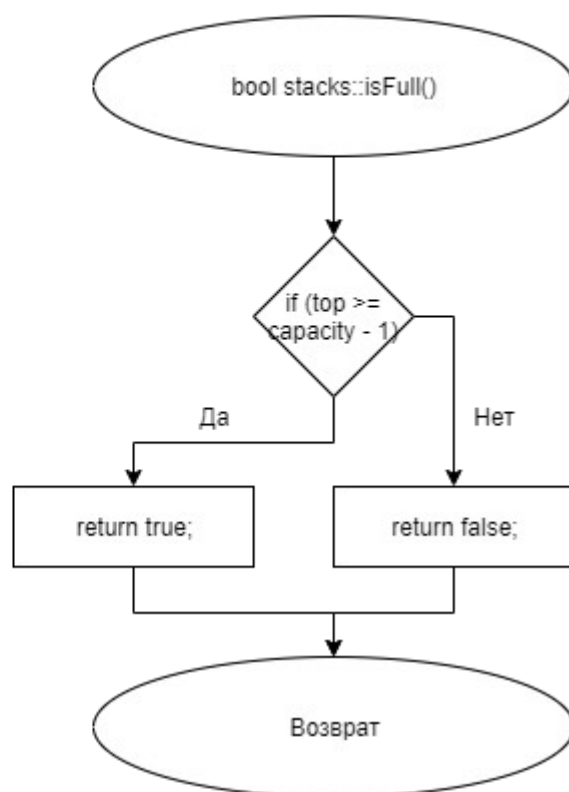 bool stacks::isFull()
if (top >=
capacity - 1)
Да
Нет
return true;
return false;
Возврат